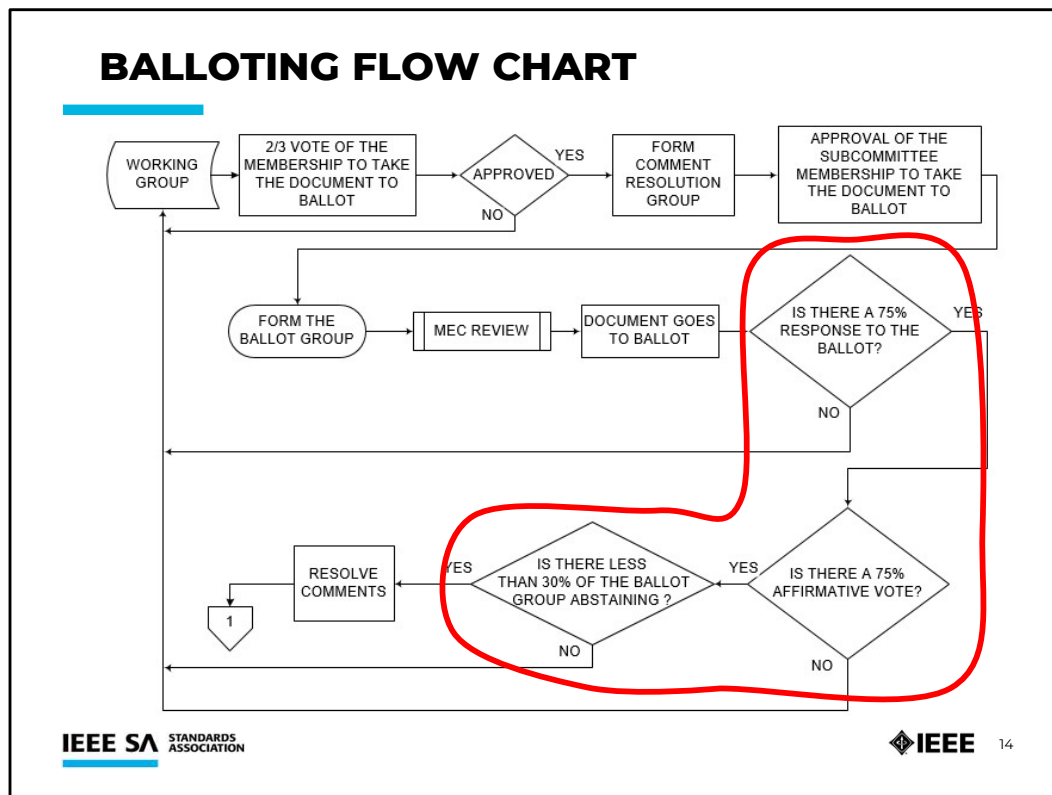 BALLOTING FLOW CHART
WORKING
GROUP
2/3 VOTE OF THE
MEMBERSHIP TO TAKE
THE DOCUMENT TO
BALLOT
APPROVED
YES
NO
FORM
COMMENT
RESOLUTION
GROUP
APPROVAL OF THE
SUBCOMMITTEE
MEMBERSHIP TO TAKE
THE DOCUMENT TO
BALLOT
FORM THE
BALLOT GROUP
MEC REVIEW
DOCUMENT GOES
TO BALLOT
IS THERE A 75%
RESPONSE TO THE
BALLOT?
YES
NO
IS THERE A 75%
AFFIRMATIVE VOTE?
YES
NO
IS THERE LESS
THAN 30% OF THE BALLOT
GROUP ABSTAINING ?
YES
NO
RESOLVE
COMMENTS
1
IEEE SA STANDARDS
ASSOCIATION
IEEE
14